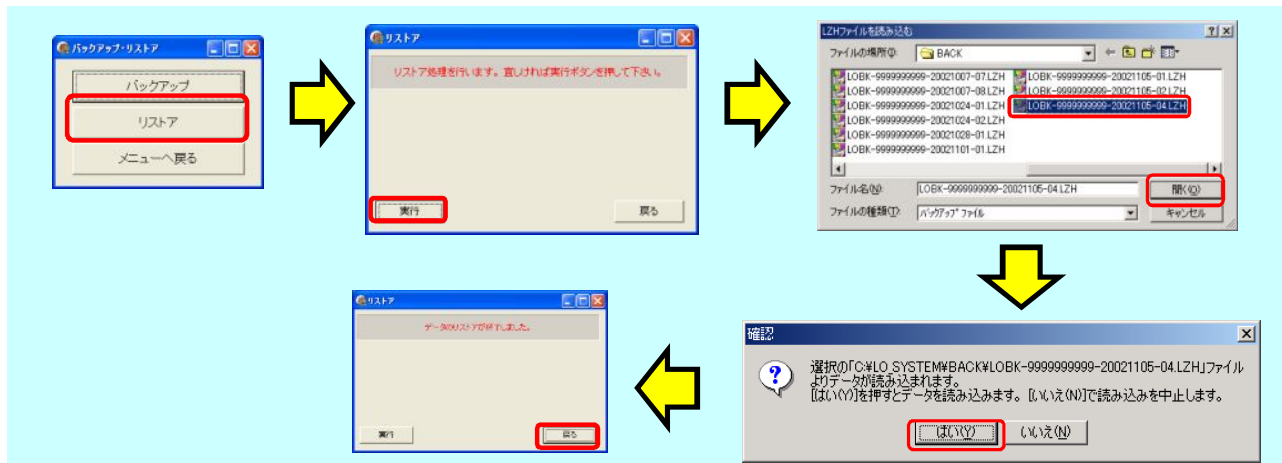 バックアップ・リストア
バックアップ
リストア
メニューへ戻る
リストア
リストア処理を行います。宜しければ実行ボタンを押して下さい。
実行
戻る
LZHファイルを読み込む
ファイルの場所(I):
BACK
LOBK-9999999999-20021007-07.LZH
LOBK-9999999999-20021007-08.LZH
LOBK-9999999999-20021024-01.LZH
LOBK-9999999999-20021024-02.LZH
LOBK-9999999999-20021028-01.LZH
LOBK-9999999999-20021101-01.LZH
LOBK-9999999999-20021105-01.LZH
LOBK-9999999999-20021105-02.LZH
LOBK-9999999999-20021105-04.LZH
ファイル名(N):
LOBK-9999999999-20021105-04.LZH
開く(O)
ファイルの種類(T):
バックアップファイル
キャンセル
確認
選択の「C:¥LO_SYSTEM¥BACK¥LOBK-9999999999-20021105-04.LZH」ファイル
よりデータが読み込まれます。
[はい(Y)]を押すとデータを読み込みます。[いいえ(N)]で読み込みを中止します。
はい(Y)
いいえ(N)
リストア
データのリストアが終了しました。
実行
戻る